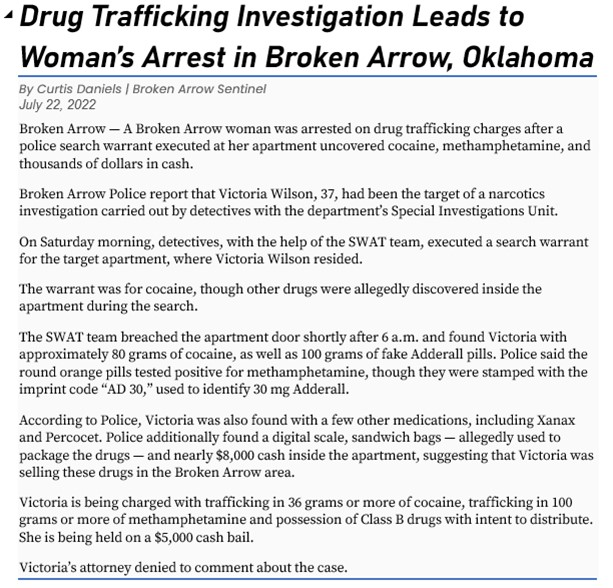 Drug Trafficking Investigation Leads to
Woman’s Arrest in Broken Arrow, Oklahoma
By Curtis Daniels | Broken Arrow Sentinel
July 22, 2022
Broken Arrow — A Broken Arrow woman was arrested on drug trafficking charges after a
police search warrant executed at her apartment uncovered cocaine, methamphetamine, and
thousands of dollars in cash.
Broken Arrow Police report that Victoria Wilson, 37, had been the target of a narcotics
investigation carried out by detectives with the department’s Special Investigations Unit.
On Saturday morning, detectives, with the help of the SWAT team, executed a search warrant
for the target apartment, where Victoria Wilson resided.
The warrant was for cocaine, though other drugs were allegedly discovered inside the
apartment during the search.
The SWAT team breached the apartment door shortly after 6 a.m. and found Victoria with
approximately 80 grams of cocaine, as well as 100 grams of fake Adderall pills. Police said the
round orange pills tested positive for methamphetamine, though they were stamped with the
imprint code “AD 30,” used to identify 30 mg Adderall.
According to Police, Victoria was also found with a few other medications, including Xanax
and Percocet. Police additionally found a digital scale, sandwich bags — allegedly used to
package the drugs — and nearly $8,000 cash inside the apartment, suggesting that Victoria was
selling these drugs in the Broken Arrow area.
Victoria is being charged with trafficking in 36 grams or more of cocaine, trafficking in 100
grams or more of methamphetamine and possession of Class B drugs with intent to distribute.
She is being held on a $5,000 cash bail.
Victoria’s attorney denied to comment about the case.